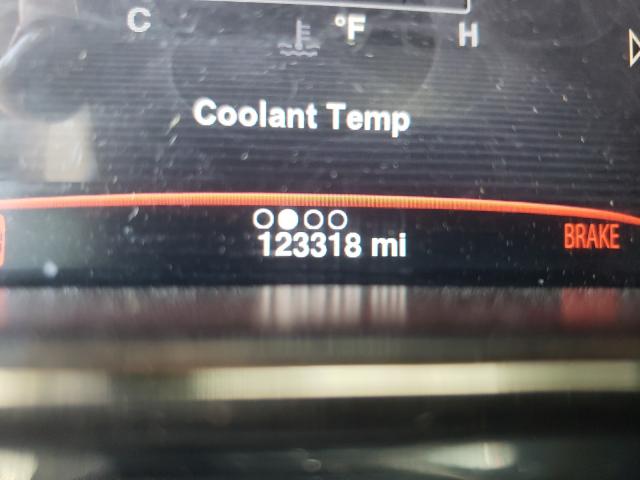 C °F H
Coolant Temp
123318 mi
BRAKE